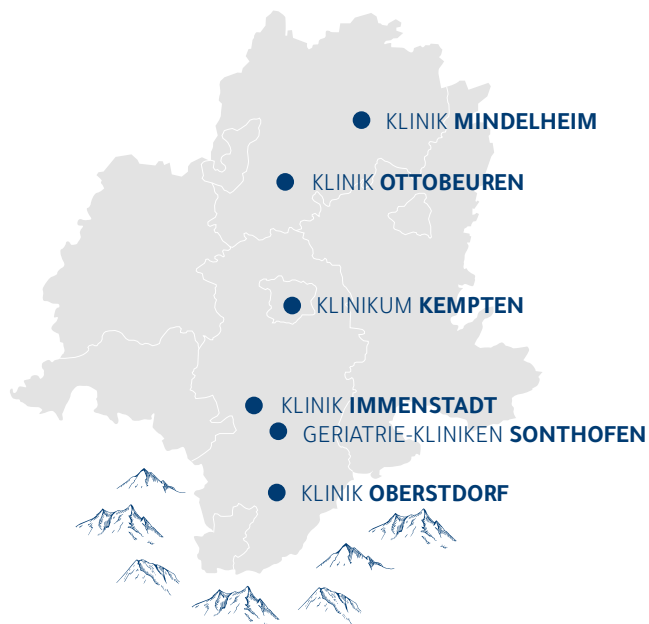 KLINIK MINDELHEIM
KLINIK OTTOBEUREN
KLINIKUM KEMPTEN
KLINIK IMMENSTADT
GERIATRIE-KLINIKEN SONTHOFEN
KLINIK OBERSTDORF